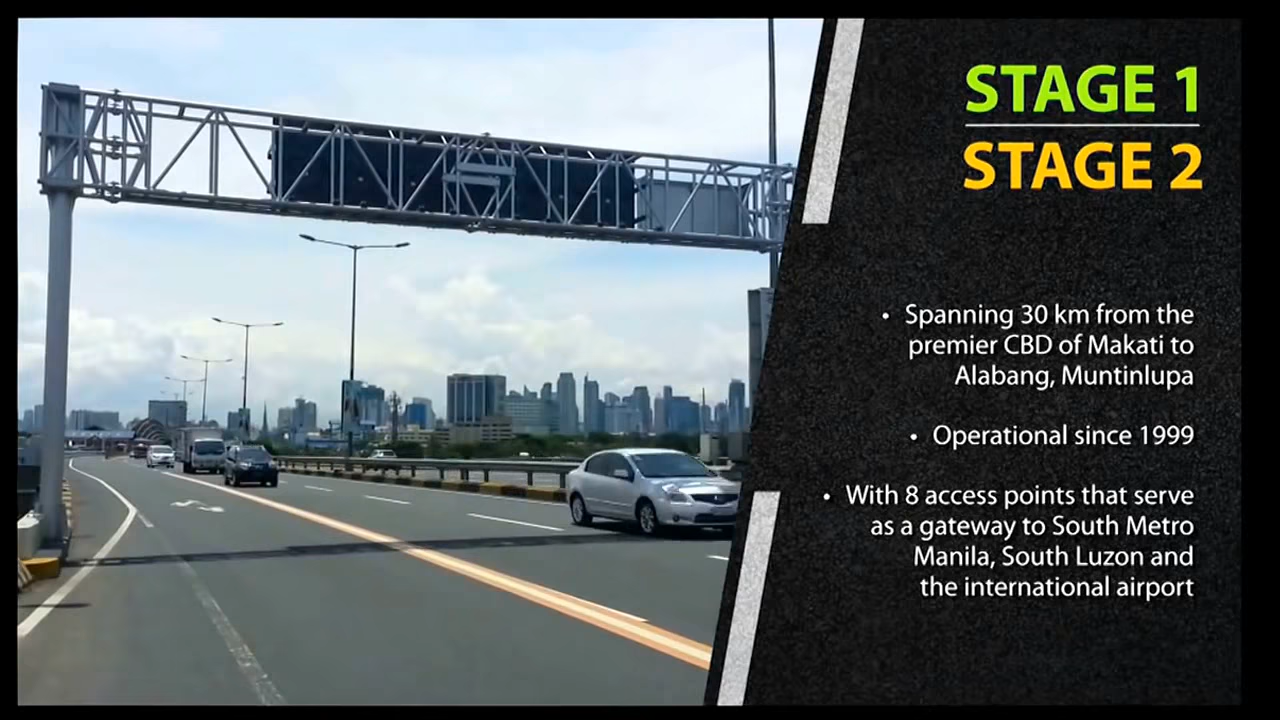 STAGE 1
STAGE 2
• Spanning 30 km from the
premier CBD of Makati to
Alabang, Muntinlupa
• Operational since 1999
• With 8 access points that serve
as a gateway to South Metro
Manila, South Luzon and
the international airport